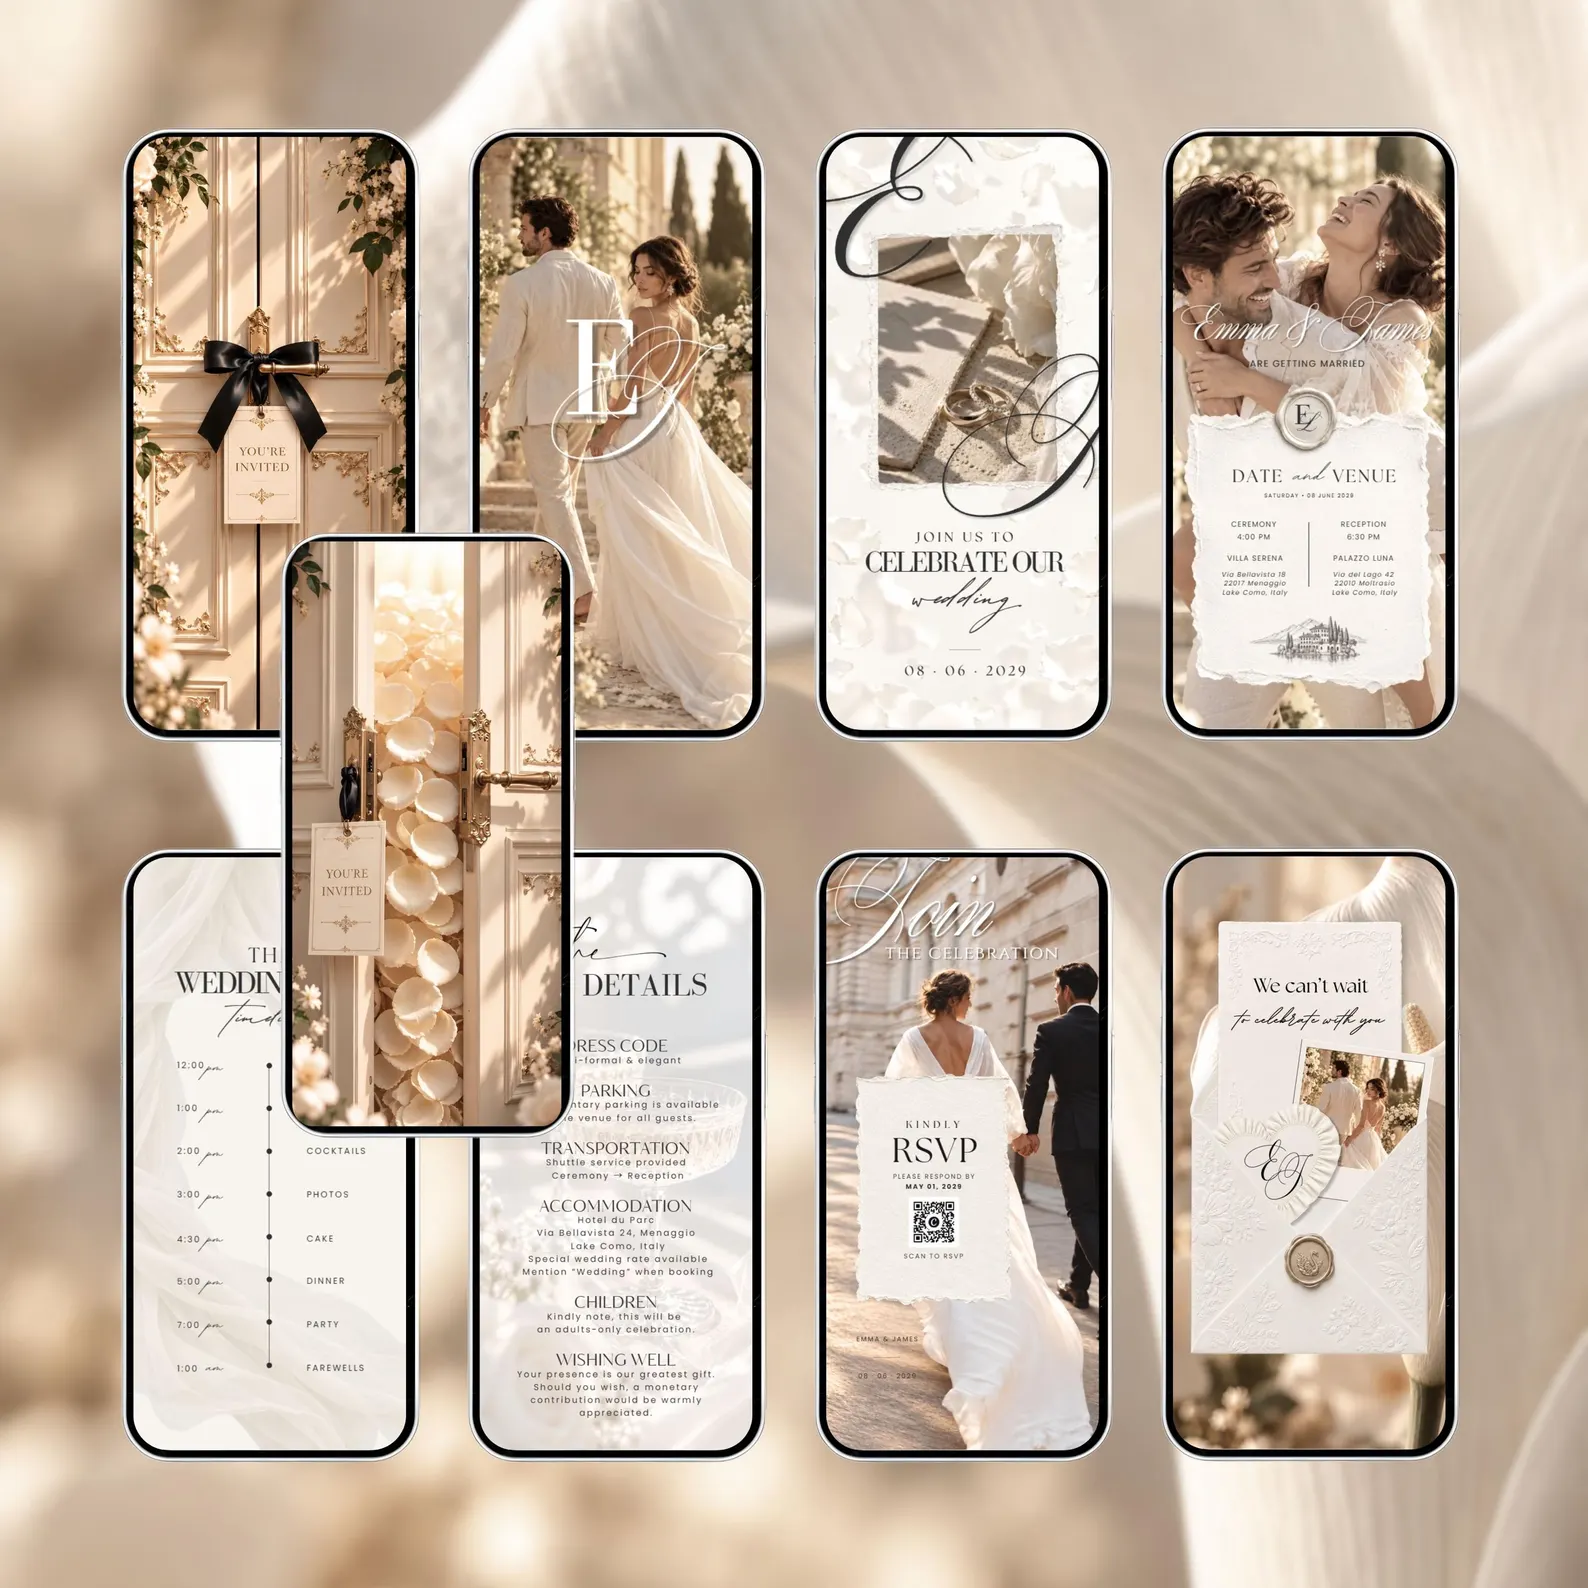 YOU'RE
INVITED
E
J
E
J
JOIN US TO
CELEBRATE OUR
wedding
08 · 06 · 2029
Emma & James
ARE GETTING MARRIED
DATE and VENUE
SATURDAY • 08 JUNE 2029
CEREMONY
4:00 PM
VILLA SERENA
Via Bellavista 18
22017 Menaggio
Lake Como, Italy
RECEPTION
6:30 PM
PALAZZO LUNA
Via del Lago 42
22010 Moltrasio
Lake Como, Italy
YOU'RE
INVITED
TH
WEDDIN
12:00 pm
1:00 pm
2:00 pm COCKTAILS
3:00 pm PHOTOS
4:30 pm CAKE
5:00 pm DINNER
7:00 pm PARTY
1:00 am FAREWELLS
DETAILS
DRESS CODE
i-formal & elegant
PARKING
ntary parking is available
venue for all guests.
TRANSPORTATION
Shuttle service provided
Ceremony → Reception
ACCOMMODATION
Hotel du Parc
Via Bellavista 24, Menaggio
Lake Como, Italy
Special wedding rate available
Mention "Wedding" when booking
CHILDREN
Kindly note, this will be
an adults-only celebration.
WISHING WELL
Your presence is our greatest gift.
Should you wish, a monetary
contribution would be warmly
appreciated.
Join
THE CELEBRATION
KINDLY
RSVP
PLEASE RESPOND BY
MAY 01, 2029
SCAN TO RSVP
EMMA & JAMES
08 · 06 · 2029
We can't wait
to celebrate with you
EJ